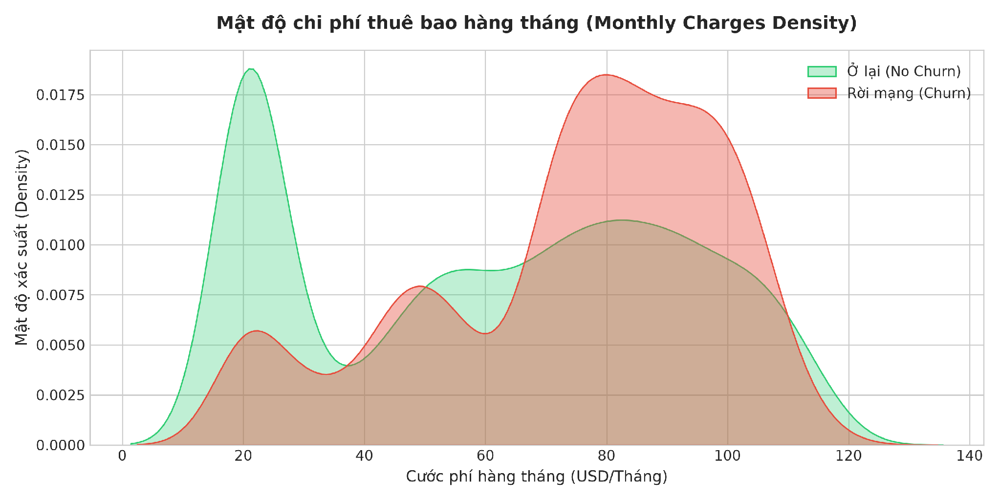 Mật độ chi phí thuê bao hàng tháng (Monthly Charges Density)
Ở lại (No Churn)
Rời mạng (Churn)
Mật độ xác suất (Density)
0.0175
0.0150
0.0125
0.0100
0.0075
0.0050
0.0025
0.0000
0 20 40 60 80 100 120 140
Cước phí hàng tháng (USD/Tháng)